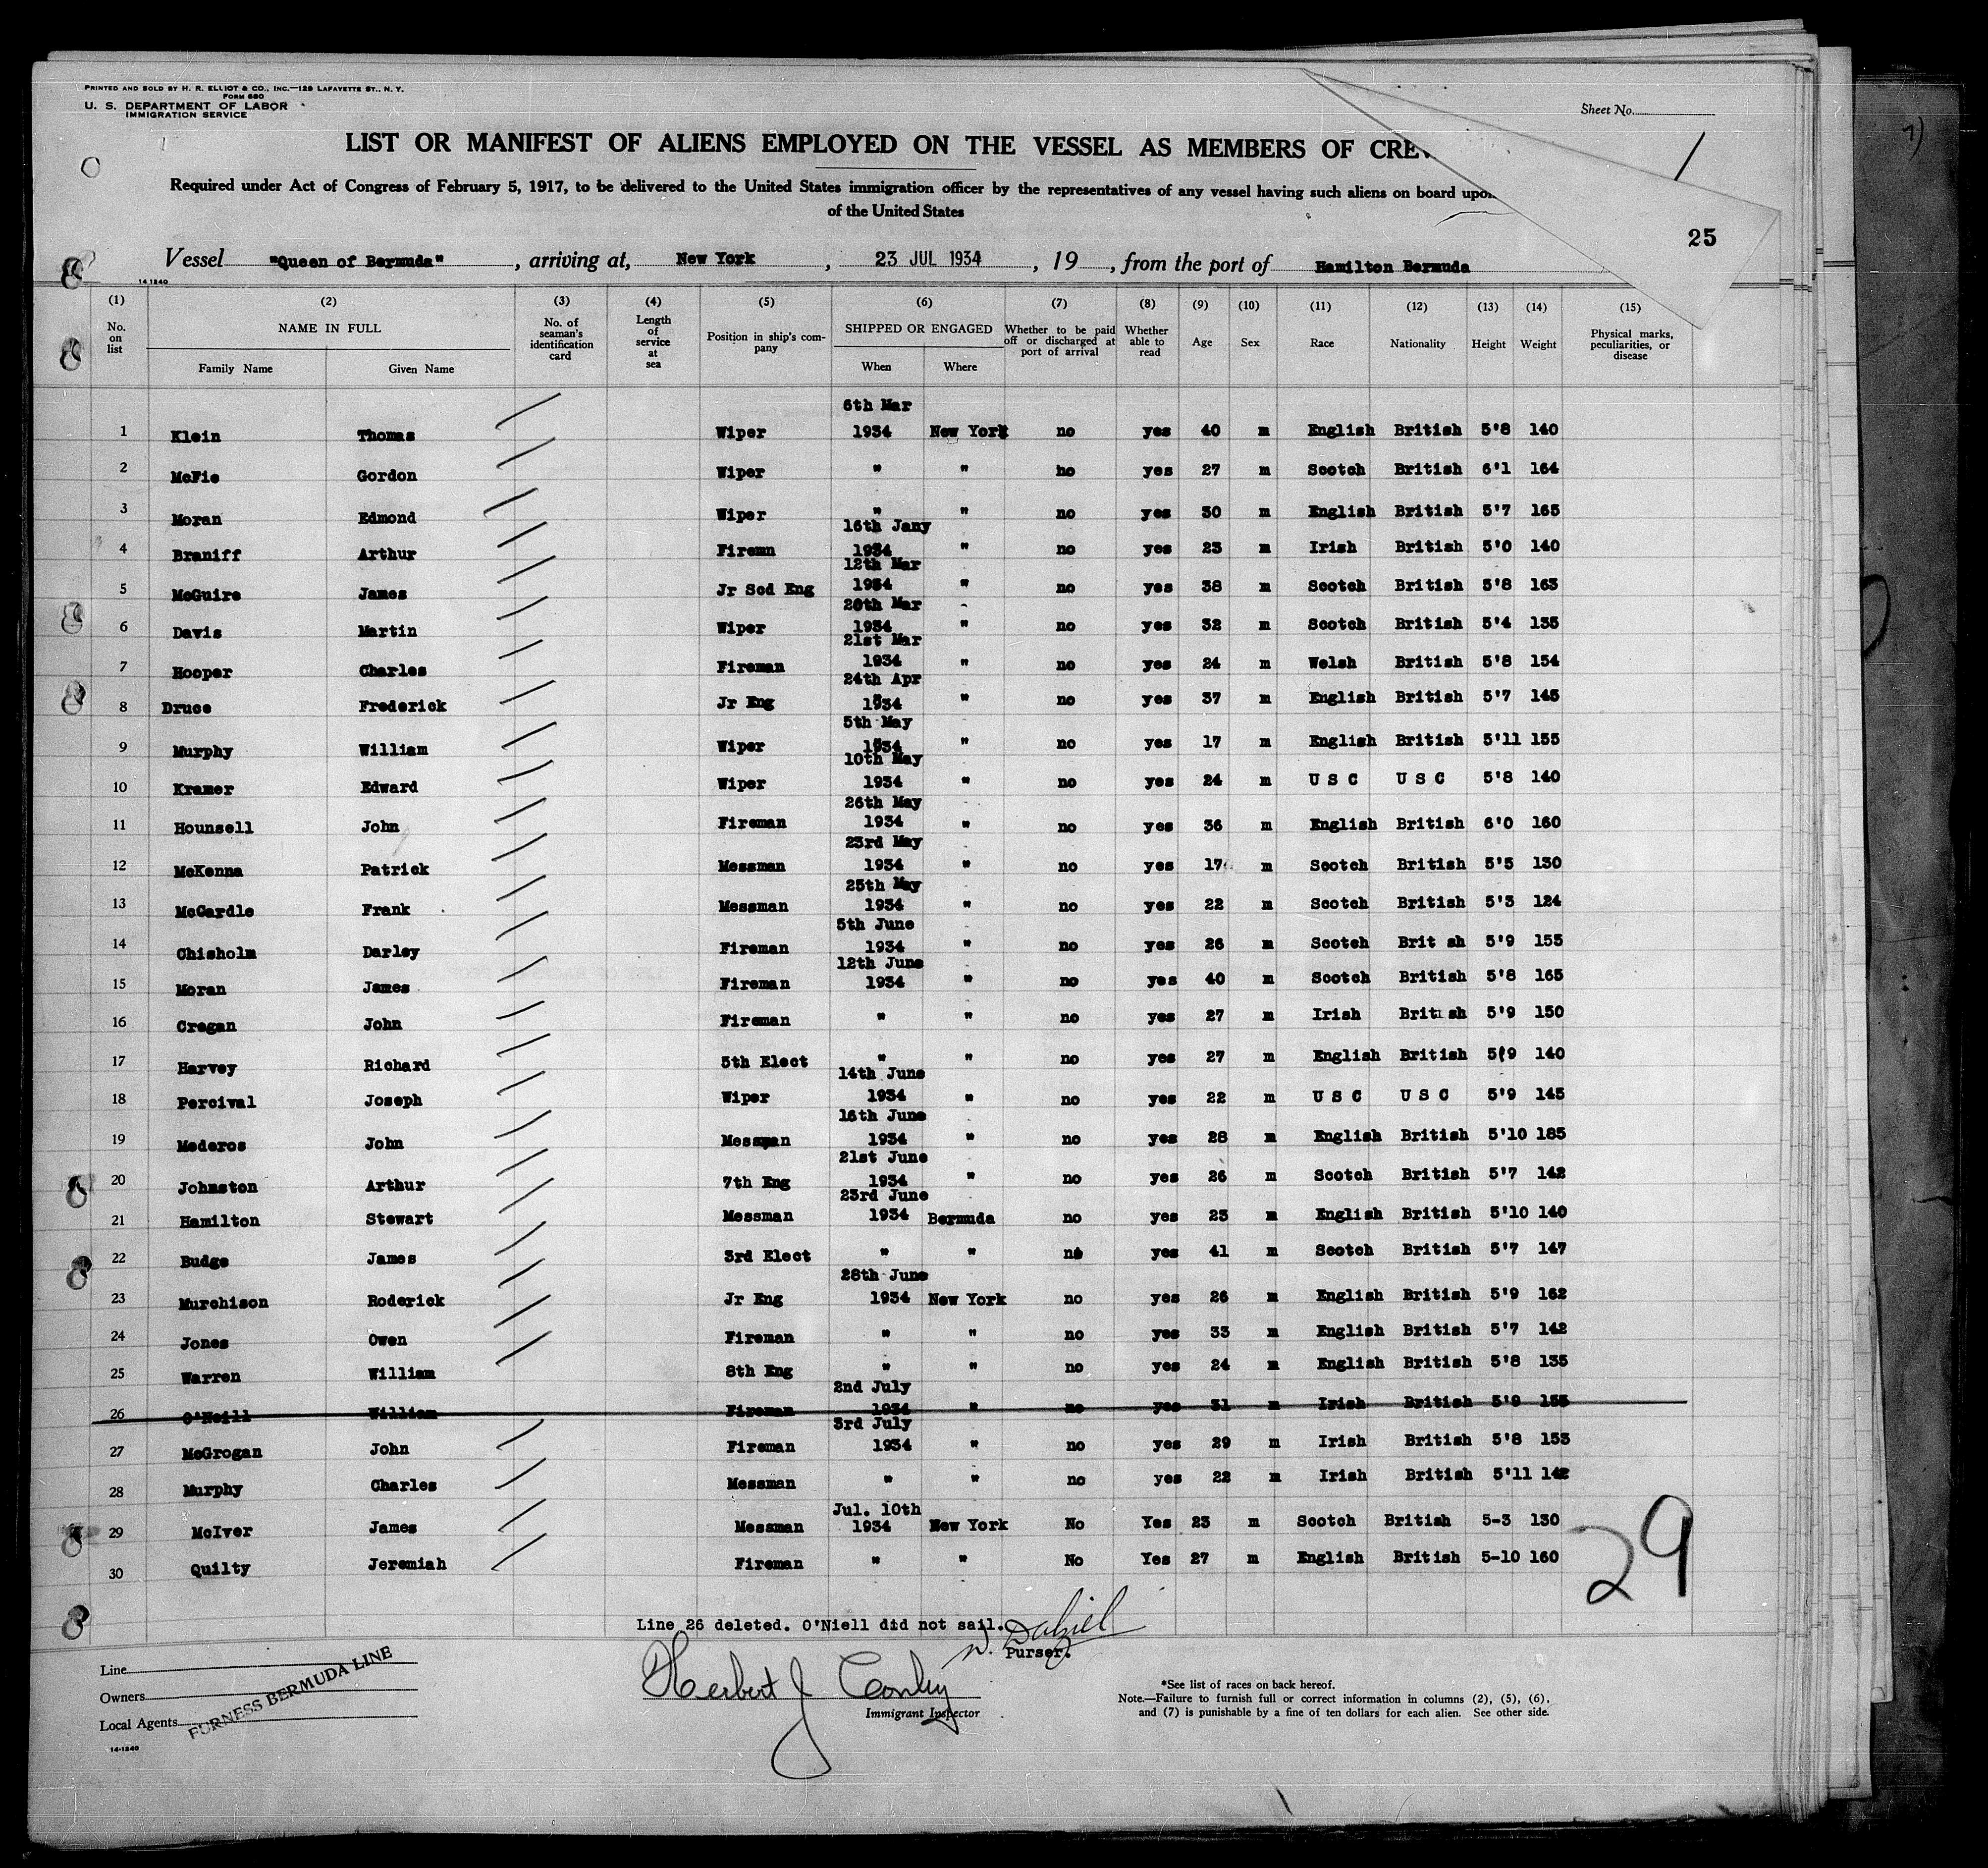 PRINTED AND SOLD BY H. R. ELLIOT & CO., INC.—129 LAFAYETTE ST., N. Y.
FORM 680
U. S. DEPARTMENT OF LABOR
IMMIGRATION SERVICE
Sheet No.
LIST OR MANIFEST OF ALIENS EMPLOYED ON THE VESSEL AS MEMBERS OF CREW
Required under Act of Congress of February 5, 1917, to be delivered to the United States immigration officer by the representatives of any vessel having such aliens on board upon
of the United States
25
Vessel "Queen of Bermuda", arriving at, New York, 23 JUL 1934, 19, from the port of Hamilton Bermuda
14-1240
(1) (2) (3) (4) (5) (6) (7) (8) (9) (10) (11) (12) (13) (14) (15)
No. on list NAME IN FULL Family Name Given Name No. of seaman's identification card Length of service at sea Position in ship's company SHIPPED OR ENGAGED When Where Whether to be paid off or discharged at port of arrival Whether able to read Age Sex Race Nationality Height Weight Physical marks, peculiarities, or disease
1 Klein Thomas Wiper 6th Mar 1934 New York no yes 40 m English British 5'8 140
2 McFie Gordon Wiper " " no yes 27 m Scotch British 6'1 164
3 Moran Edmond Wiper " " no yes 30 m English British 5'7 165
4 Braniff Arthur Firemn 16th Jany 1934 " no yes 23 m Irish British 5'0 140
5 McGuire James Jr Scd Eng 12th Mar 1934 " no yes 38 m Scotch British 5'8 163
6 Davis Martin Wiper 20th Mar 1934 " no yes 32 m Scotch British 5'4 135
7 Hooper Charles Fireman 21st Mar 1934 " no yes 24 m Welsh British 5'8 154
8 Druce Frederick Jr Eng 24th Apr 1934 " no yes 37 m English British 5'7 145
9 Murphy William Wiper 5th May 1934 " no yes 17 m English British 5'11 155
10 Kramer Edward Wiper 10th May 1934 " no yes 24 m U S C U S C 5'8 140
11 Hounsell John Fireman 26th May 1934 " no yes 36 m English British 6'0 160
12 McKenna Patrick Messman 23rd May 1934 " no yes 17 m Scotch British 5'5 130
13 McCardle Frank Messman 25th May 1934 " no yes 22 m Scotch British 5'3 124
14 Chisholm Darley Fireman 5th June 1934 " no yes 26 m Scotch Brit sh 5'9 155
15 Moran James Fireman 12th June 1934 " no yes 40 m Scotch British 5'8 165
16 Cregan John Fireman " " no yes 27 m Irish British 5'9 150
17 Harvey Richard 5th Elect " " no yes 27 m English British 5'9 140
18 Percival Joseph Wiper 14th June 1934 " no yes 22 m U S C U S C 5'9 145
19 Mederos John Messman 16th June 1934 " no yes 28 m English British 5'10 185
20 Johnston Arthur 7th Eng 21st June 1934 " no yes 26 m Scotch British 5'7 142
21 Hamilton Stewart Messman 23rd June 1934 Bermuda no yes 23 m English British 5'10 140
22 Budge James 3rd Elect " " no yes 41 m Scotch British 5'7 147
23 Murchison Roderick Jr Eng 28th June 1934 New York no yes 26 m English British 5'9 162
24 Jones Owen Fireman " " no yes 33 m English British 5'7 142
25 Warren William 8th Eng " " no yes 24 m English British 5'8 135
26 O'Neill William Fireman 2nd July 1934 " no yes 31 m Irish British 5'9 155
27 McGrogan John Fireman 3rd July 1934 " no yes 29 m Irish British 5'8 153
28 Murphy Charles Messman " " no yes 22 m Irish British 5'11 142
29 McIver James Messman Jul. 10th 1934 New York No Yes 23 m Scotch British 5-3 130
30 Quilty Jeremiah Fireman " " No Yes 27 m English British 5-10 160
29
Line 26 deleted. O'Niell did not sail.
Purser.
Herbert J Conley
Immigrant Inspector
Line
Owners
Local Agents
FURNESS BERMUDA LINE
14-1240
*See list of races on back hereof.
Note.—Failure to furnish full or correct information in columns (2), (5), (6),
and (7) is punishable by a fine of ten dollars for each alien. See other side.